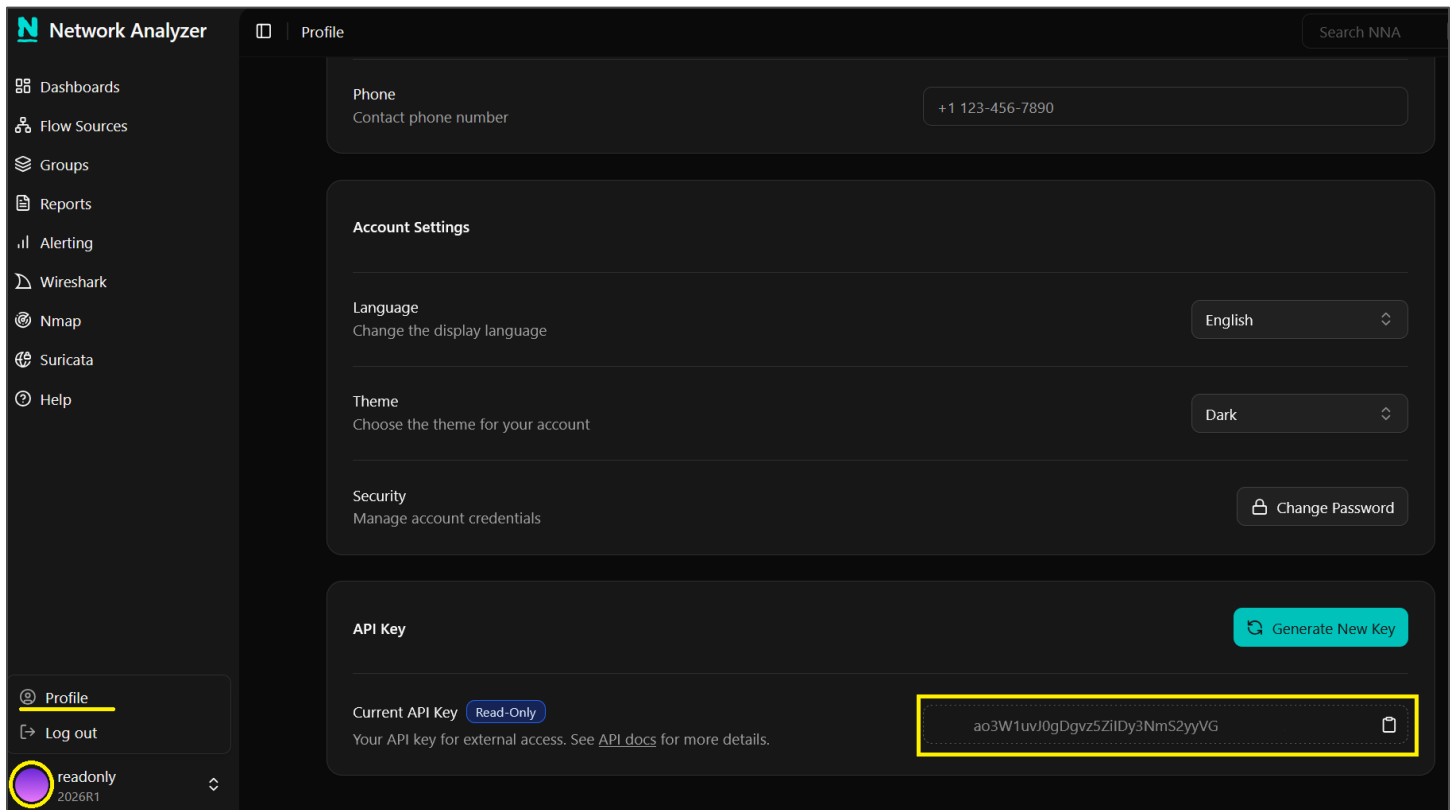 Network Analyzer
Profile
Search NNA
Dashboards
Flow Sources
Groups
Reports
Alerting
Wireshark
Nmap
Suricata
Help
Profile
Log out
readonly
2026R1
Phone
Contact phone number
+1 123-456-7890
Account Settings
Language
Change the display language
English
Theme
Choose the theme for your account
Dark
Security
Manage account credentials
Change Password
API Key
Generate New Key
Current API Key Read-Only
Your API key for external access. See API docs for more details.
ao3W1uvJ0gDgvz5ZiIDy3NmS2yyVG